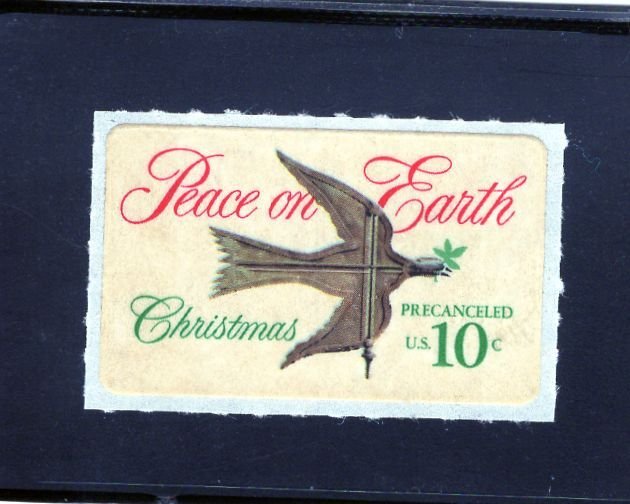 Peace on Earth
Christmas
PRECANCELED
U.S. 10c